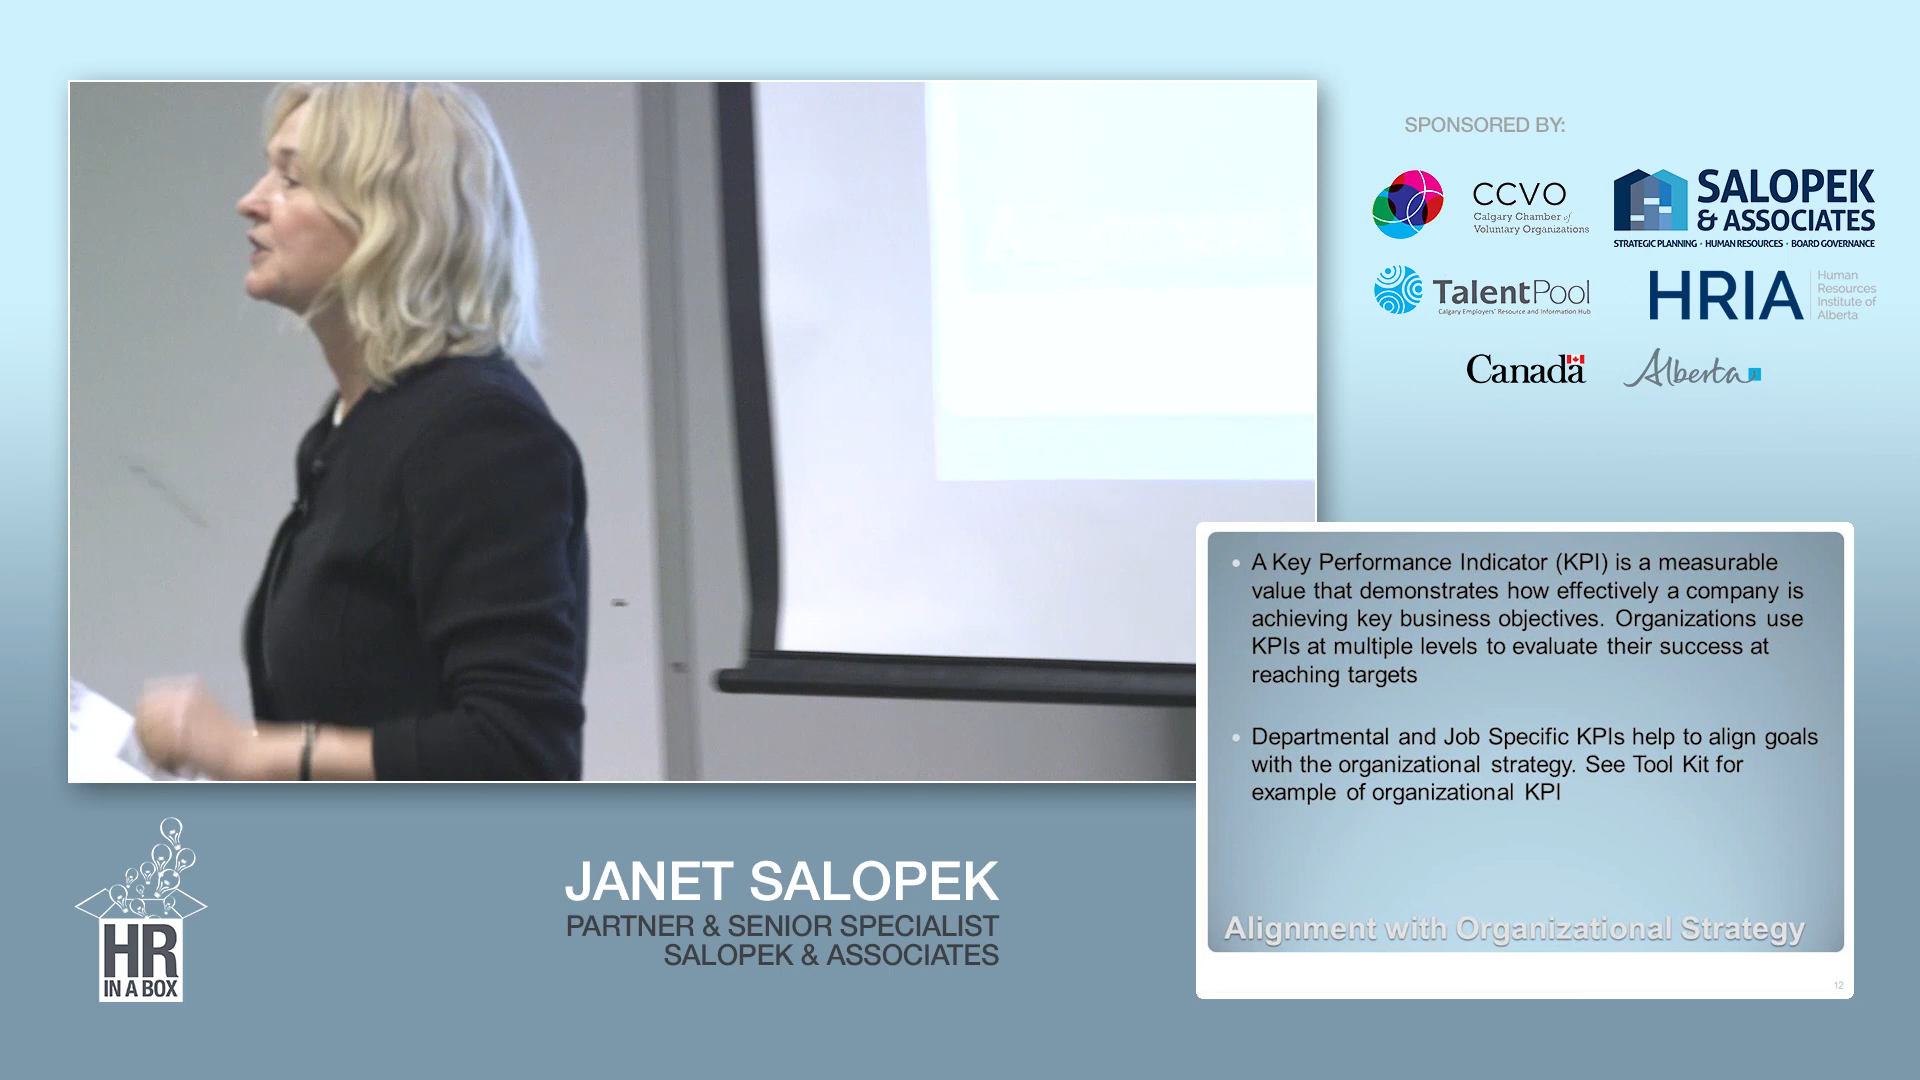 SPONSORED BY:
CCVO
Calgary Chamber of
Voluntary Organizations
SALOPEK
& ASSOCIATES
STRATEGIC PLANNING · HUMAN RESOURCES · BOARD GOVERNANCE
TalentPool
Calgary Employers' Resource and Information Hub
HRIA
Human
Resources
Institute of
Alberta
Canada
Alberta
• A Key Performance Indicator (KPI) is a measurable
value that demonstrates how effectively a company is
achieving key business objectives. Organizations use
KPIs at multiple levels to evaluate their success at
reaching targets
• Departmental and Job Specific KPIs help to align goals
with the organizational strategy. See Tool Kit for
example of organizational KPI
Alignment with Organizational Strategy
12
HR
IN A BOX
JANET SALOPEK
PARTNER & SENIOR SPECIALIST
SALOPEK & ASSOCIATES